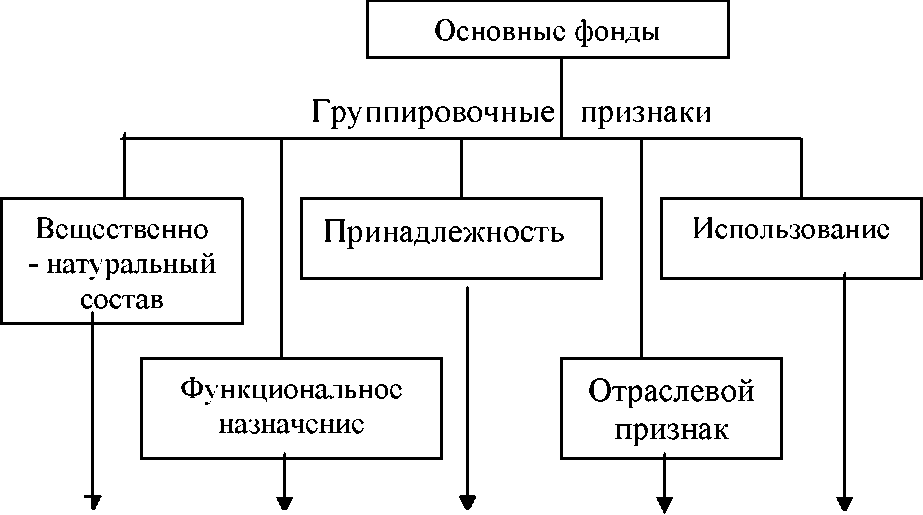 Основные фонды
Группировочные признаки
Вещественно
- натуральный
состав
Принадлежность
Использование
Функциональное
назначение
Отраслевой
признак